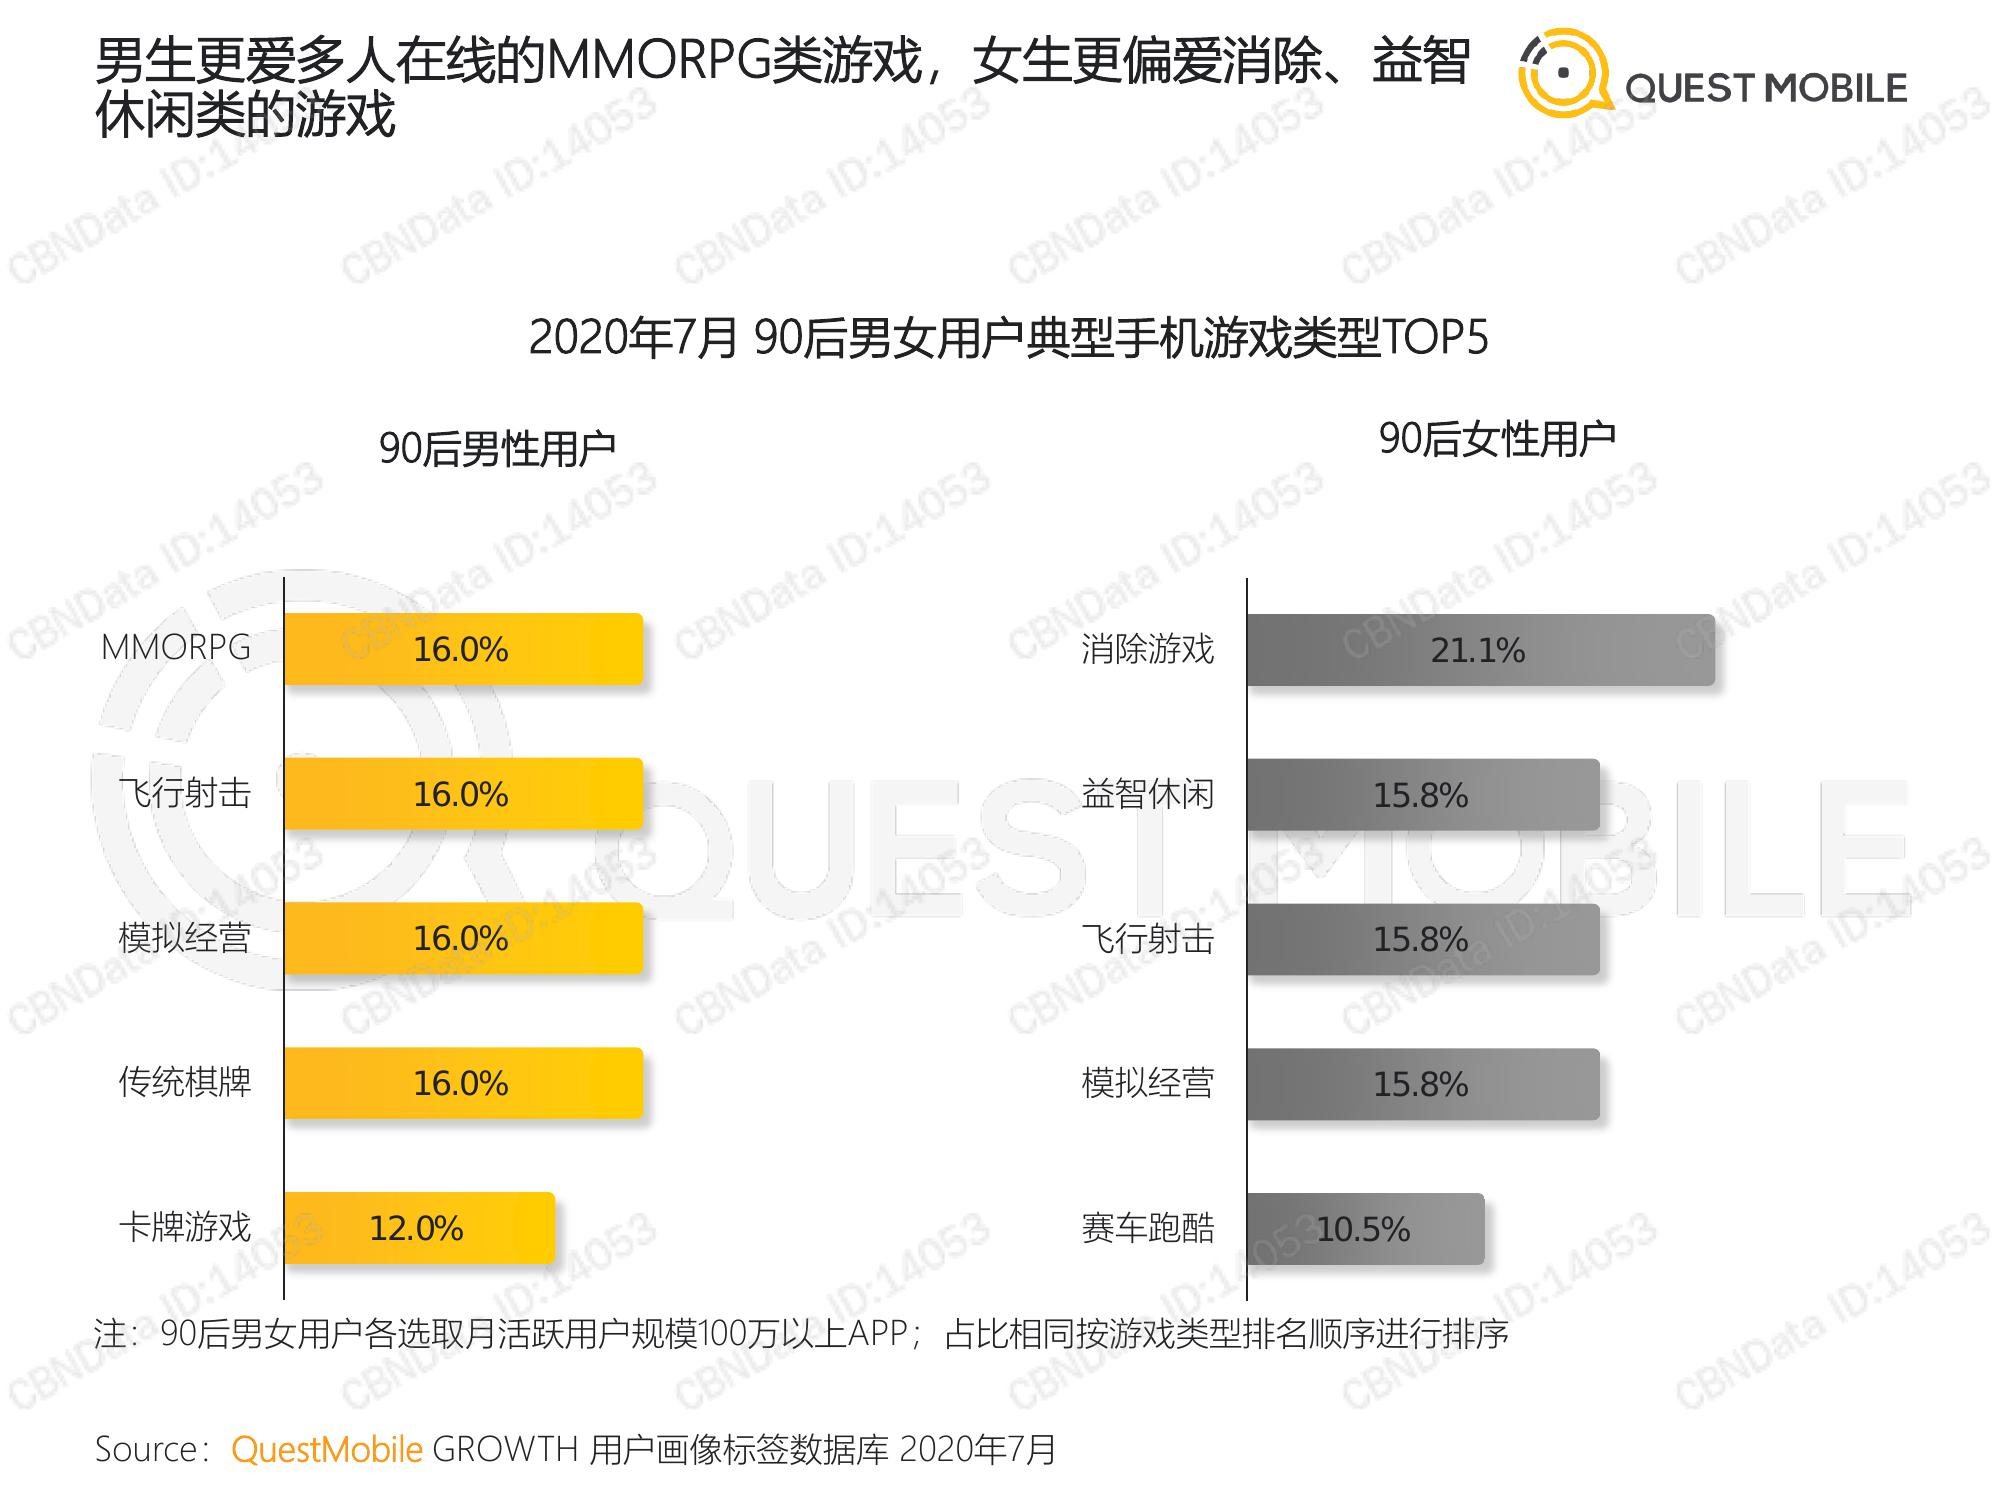 男生更爱多人在线的MMORPG类游戏，女生更偏爱消除、益智
休闲类的游戏
QUEST MOBILE
2020年7月 90后男女用户典型手机游戏类型TOP5
90后男性用户
MMORPG 16.0%
飞行射击 16.0%
模拟经营 16.0%
传统棋牌 16.0%
卡牌游戏 12.0%
90后女性用户
消除游戏 21.1%
益智休闲 15.8%
飞行射击 15.8%
模拟经营 15.8%
赛车跑酷 10.5%
注：90后男女用户各选取月活跃用户规模100万以上APP；占比相同按游戏类型排名顺序进行排序
Source：QuestMobile GROWTH 用户画像标签数据库 2020年7月
QUEST MOBILE
CBNData ID:14053